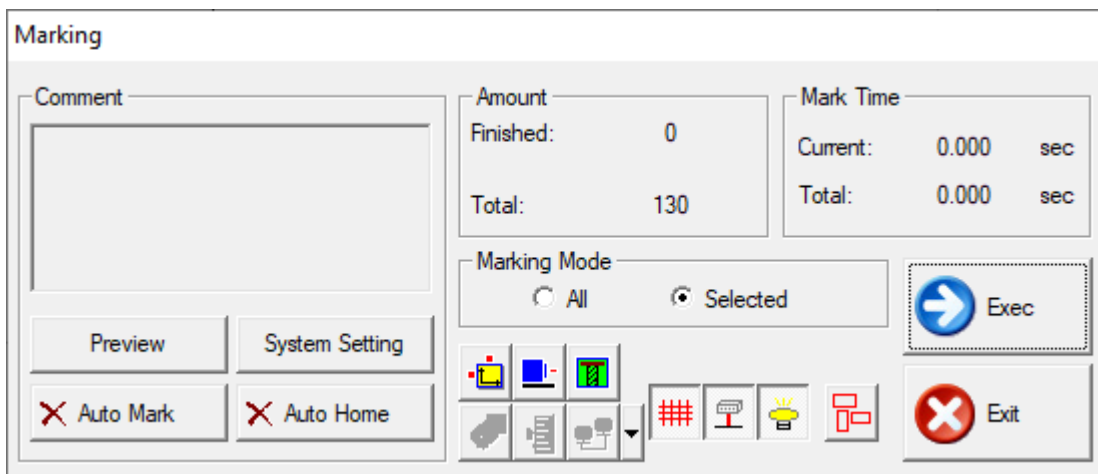 Marking
Comment
Preview
System Setting
Auto Mark
Auto Home
Amount
Finished: 0
Total: 130
Mark Time
Current: 0.000 sec
Total: 0.000 sec
Marking Mode
All
Selected
Exec
Exit